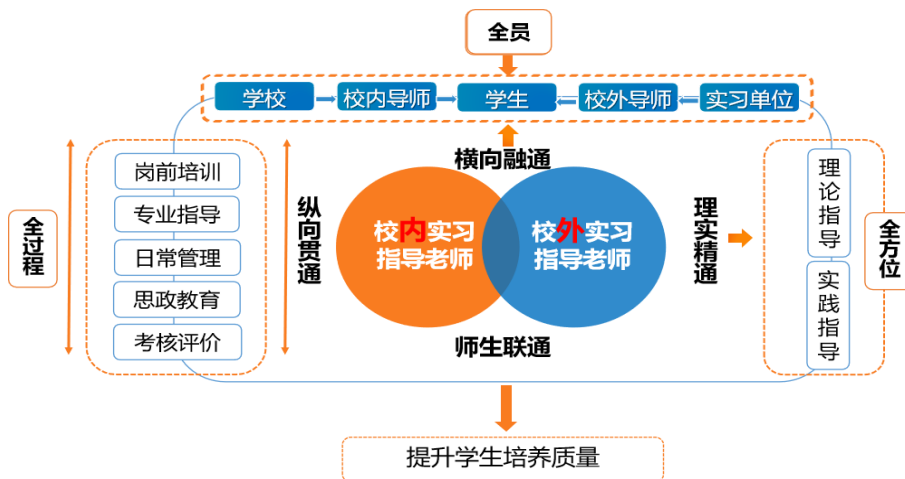 全员
学校
校内导师
学生
校外导师
实习单位
横向融通
全过程
岗前培训
专业指导
日常管理
思政教育
考核评价
纵向贯通
校内实习
指导老师
校外实习
指导老师
理实精通
理论指导
实践指导
全方位
师生联通
提升学生培养质量